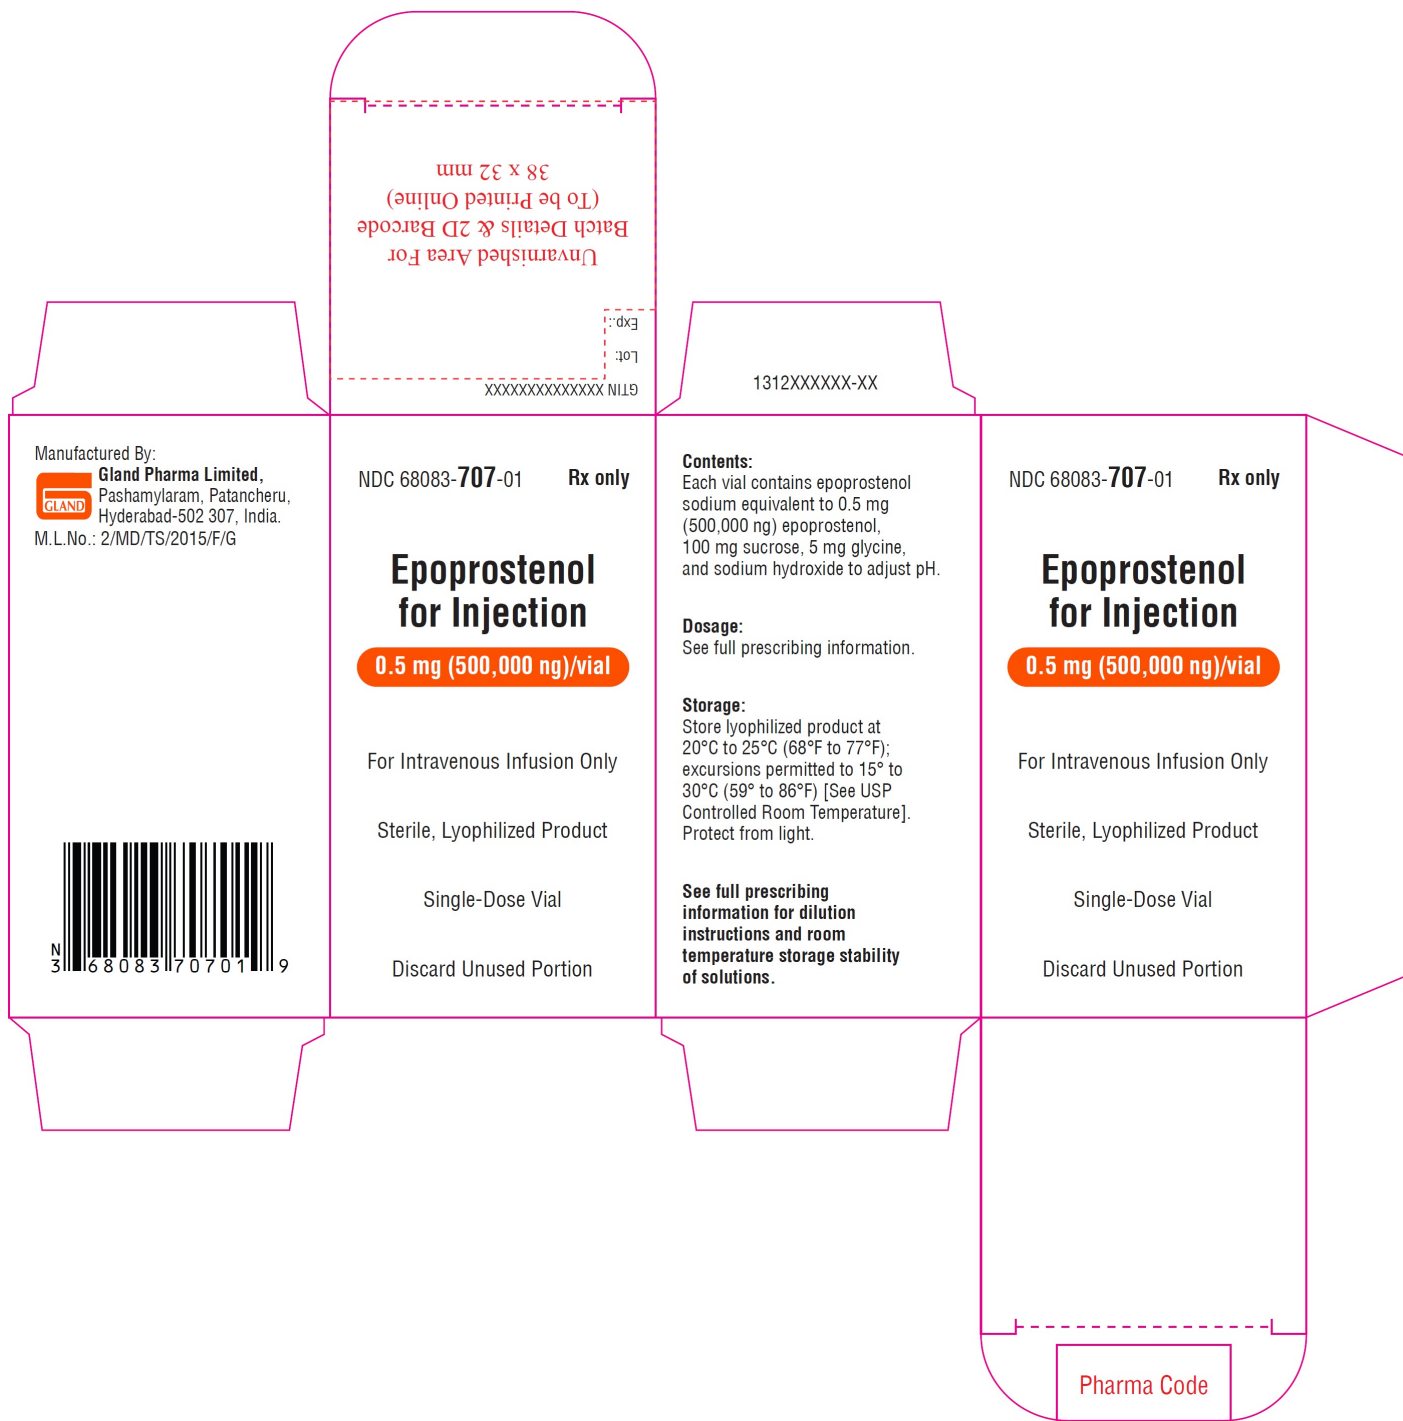 Unvarnished Area For
Batch Details & 2D Barcode
(To be Printed Online)
38 x 32 mm
GTIN XXXXXXXXXXXXXX
Lot:
Exp.:
1312XXXXXX-XX
Manufactured By:
Gland Pharma Limited,
Pashamylaram, Patancheru,
Hyderabad-502 307, India.
GLAND
M.L.No.: 2/MD/TS/2015/F/G
N
3 68083 70701 9
NDC 68083-707-01 Rx only
Epoprostenol
for Injection
0.5 mg (500,000 ng)/vial
For Intravenous Infusion Only
Sterile, Lyophilized Product
Single-Dose Vial
Discard Unused Portion
Contents:
Each vial contains epoprostenol
sodium equivalent to 0.5 mg
(500,000 ng) epoprostenol,
100 mg sucrose, 5 mg glycine,
and sodium hydroxide to adjust pH.
Dosage:
See full prescribing information.
Storage:
Store lyophilized product at
20°C to 25°C (68°F to 77°F);
excursions permitted to 15° to
30°C (59° to 86°F) [See USP
Controlled Room Temperature].
Protect from light.
See full prescribing
information for dilution
instructions and room
temperature storage stability
of solutions.
NDC 68083-707-01 Rx only
Epoprostenol
for Injection
0.5 mg (500,000 ng)/vial
For Intravenous Infusion Only
Sterile, Lyophilized Product
Single-Dose Vial
Discard Unused Portion
Pharma Code